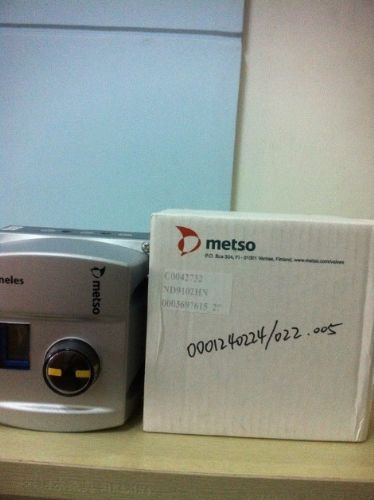 neles
metso
metso
P.O. Box 304, FI - 01301 Vantaa, Finland, www.metso.com/valves
C0042732
ND9102HN
0003697615 2"
0001240224/022.005